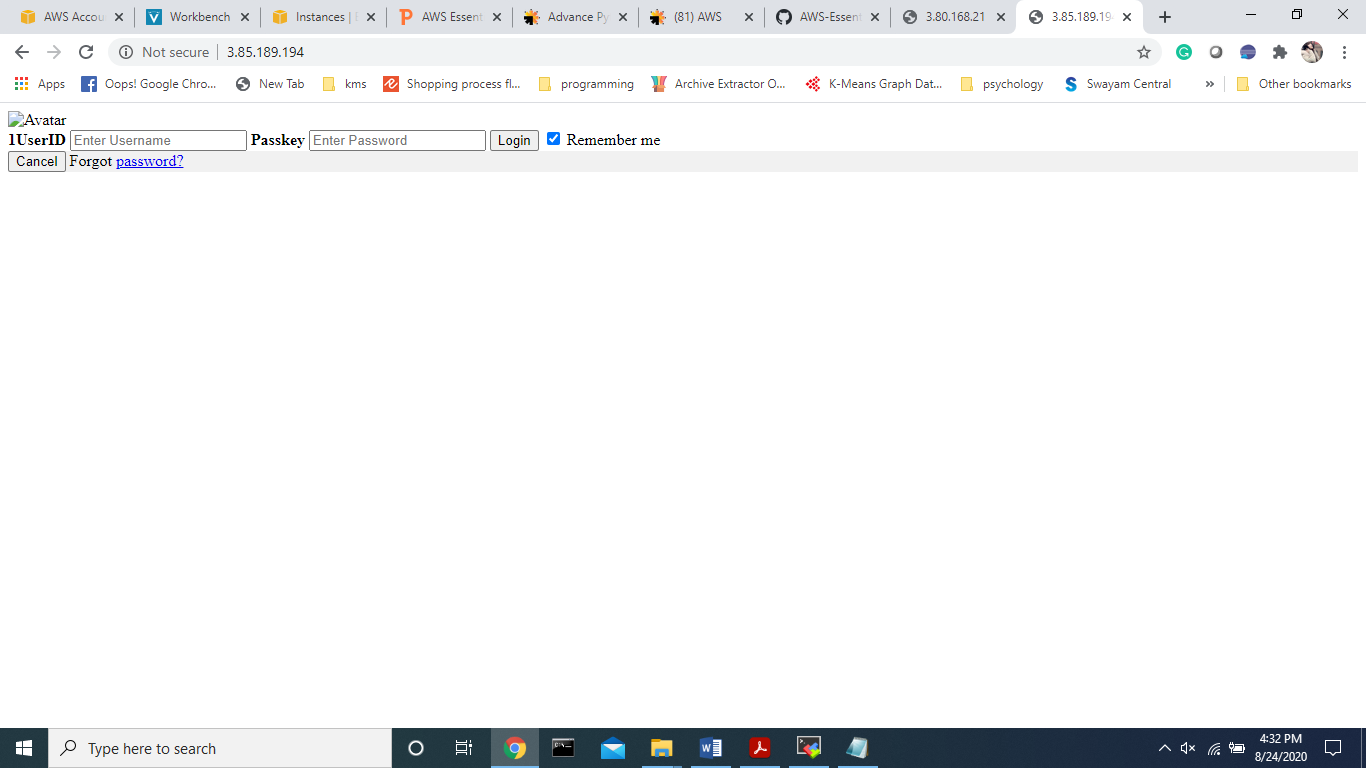 AWS Accou
Workbench
Instances | E
AWS Essent
Advance Py
(81) AWS
AWS-Essent
3.80.168.21
3.85.189.19
Not secure | 3.85.189.194
Apps
Oops! Google Chro...
New Tab
kms
Shopping process fl...
programming
Archive Extractor O...
K-Means Graph Dat...
psychology
Swayam Central
»
Other bookmarks
Avatar
1UserID Enter Username Passkey Enter Password Login Remember me
Cancel Forgot password?
Type here to search
4:32 PM
8/24/2020